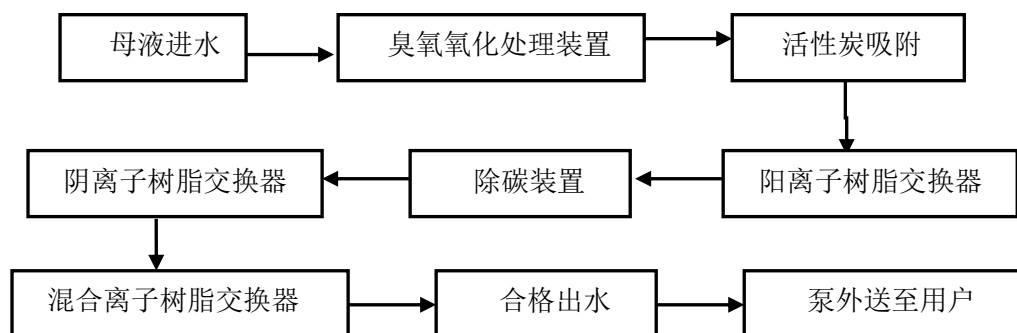 母液进水
臭氧氧化处理装置
活性炭吸附
阳离子树脂交换器
除碳装置
阴离子树脂交换器
混合离子树脂交换器
合格出水
泵外送至用户